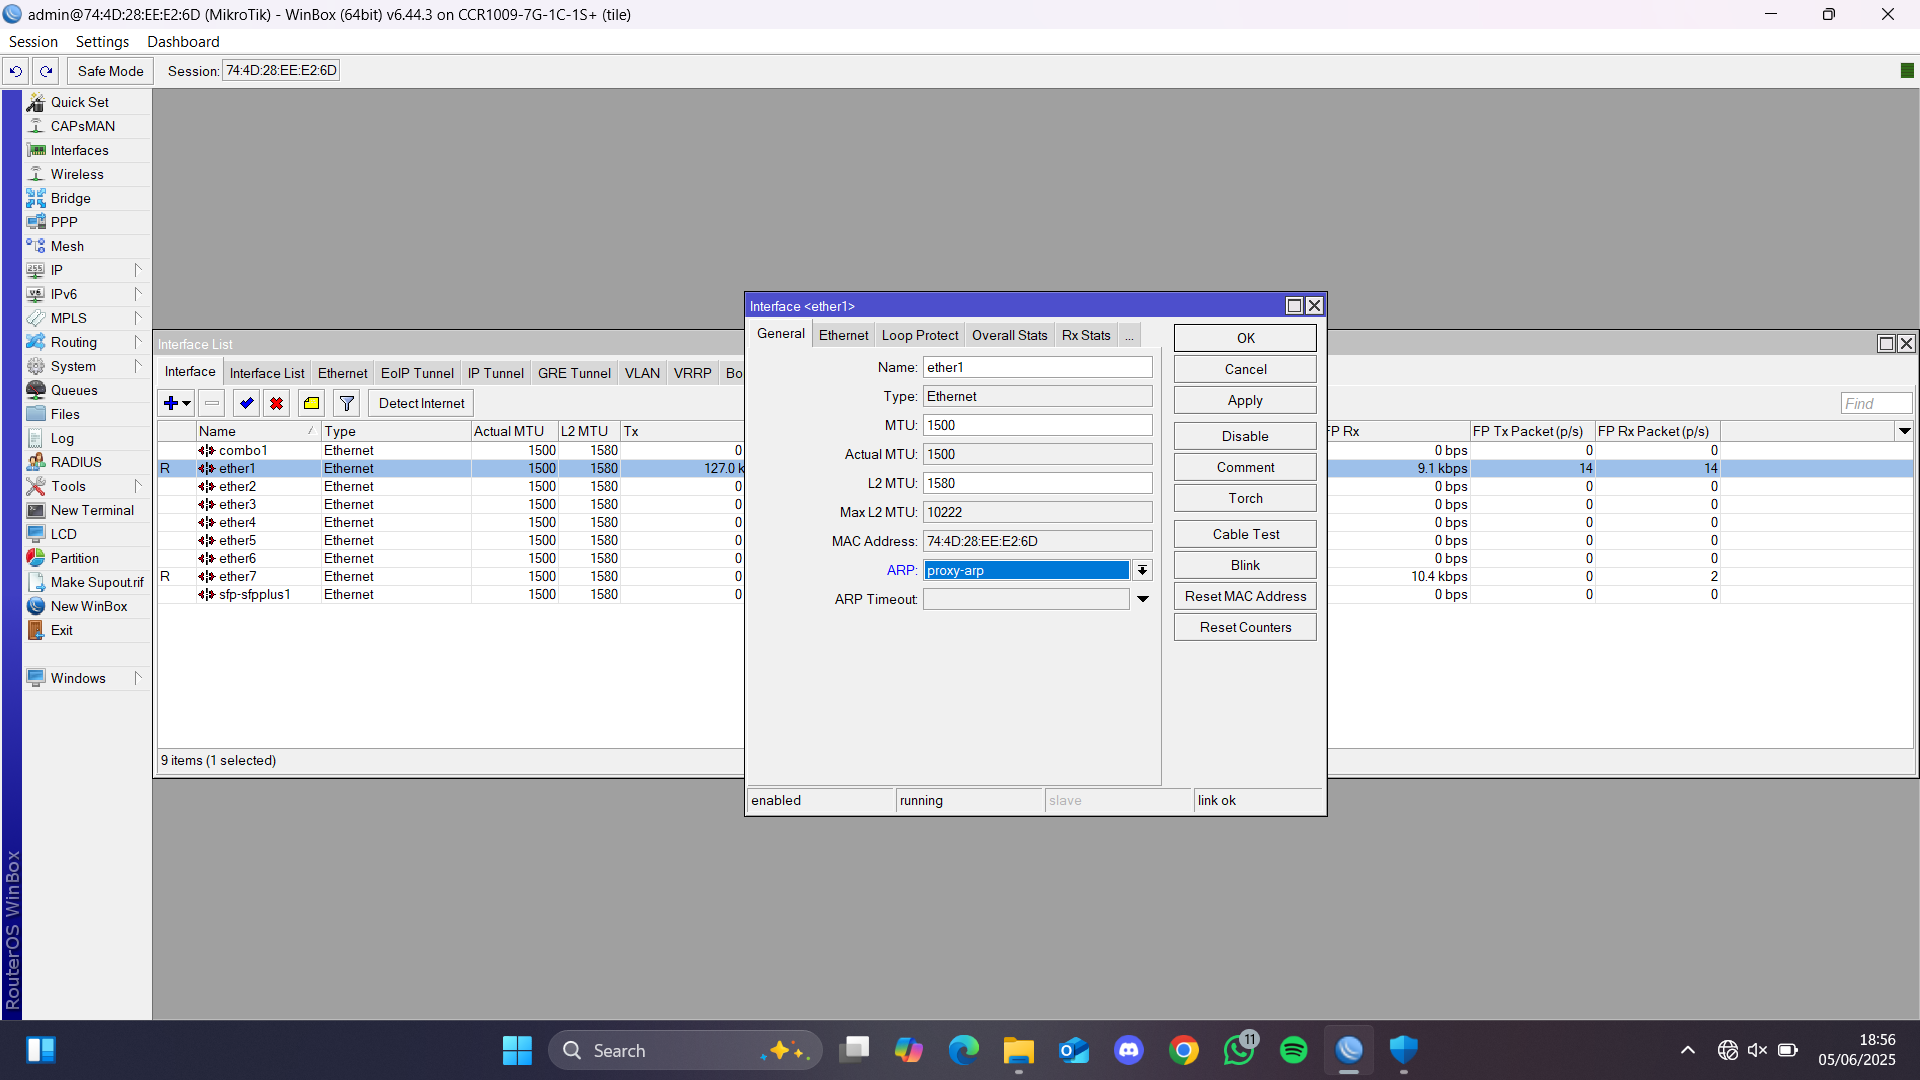 admin@74:4D:28:EE:E2:6D (MikroTik) - WinBox (64bit) v6.44.3 on CCR1009-7G-1C-1S+ (tile)
Session Settings Dashboard
Safe Mode Session: 74:4D:28:EE:E2:6D
Quick Set
CAPsMAN
Interfaces
Wireless
Bridge
PPP
Mesh
IP
IPv6
MPLS
Routing
System
Queues
Files
Log
RADIUS
Tools
New Terminal
LCD
Partition
Make Supout.rif
New WinBox
Exit
Windows
RouterOS WinBox
Interface List
Interface Interface List Ethernet EoIP Tunnel IP Tunnel GRE Tunnel VLAN VRRP Bo
Detect Internet Find
Name Type Actual MTU L2 MTU Tx FP Rx FP Tx Packet (p/s) FP Rx Packet (p/s)
combo1 Ethernet 1500 1580 0 0 bps 0 0
R ether1 Ethernet 1500 1580 127.0 k 9.1 kbps 14 14
ether2 Ethernet 1500 1580 0 0 bps 0 0
ether3 Ethernet 1500 1580 0 0 bps 0 0
ether4 Ethernet 1500 1580 0 0 bps 0 0
ether5 Ethernet 1500 1580 0 0 bps 0 0
ether6 Ethernet 1500 1580 0 0 bps 0 0
R ether7 Ethernet 1500 1580 0 10.4 kbps 0 2
sfp-sfpplus1 Ethernet 1500 1580 0 0 bps 0 0
9 items (1 selected)
Interface <ether1>
General Ethernet Loop Protect Overall Stats Rx Stats ...
Name: ether1
Type: Ethernet
MTU: 1500
Actual MTU: 1500
L2 MTU: 1580
Max L2 MTU: 10222
MAC Address: 74:4D:28:EE:E2:6D
ARP: proxy-arp
ARP Timeout:
OK
Cancel
Apply
Disable
Comment
Torch
Cable Test
Blink
Reset MAC Address
Reset Counters
enabled running slave link ok
Search
11
18:56
05/06/2025